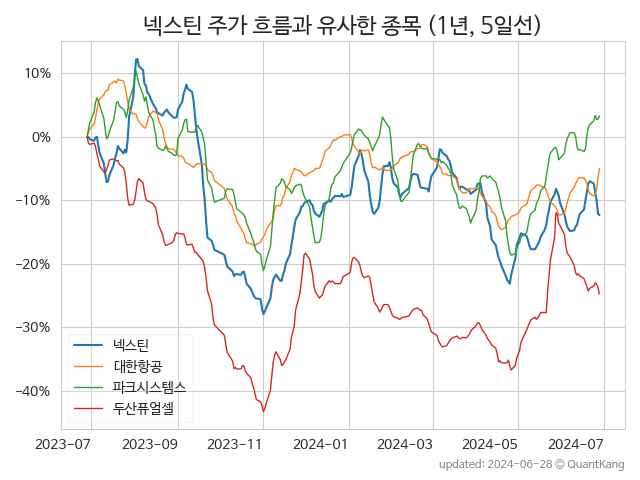 넥스틴 주가 흐름과 유사한 종목 (1년, 5일선)
10%
0%
−10%
−20%
−30%
−40%
넥스틴
대한항공
파크시스템스
두산퓨얼셀
2023-07 2023-09 2023-11 2024-01 2024-03 2024-05 2024-07
updated: 2024-06-28 © QuantKang